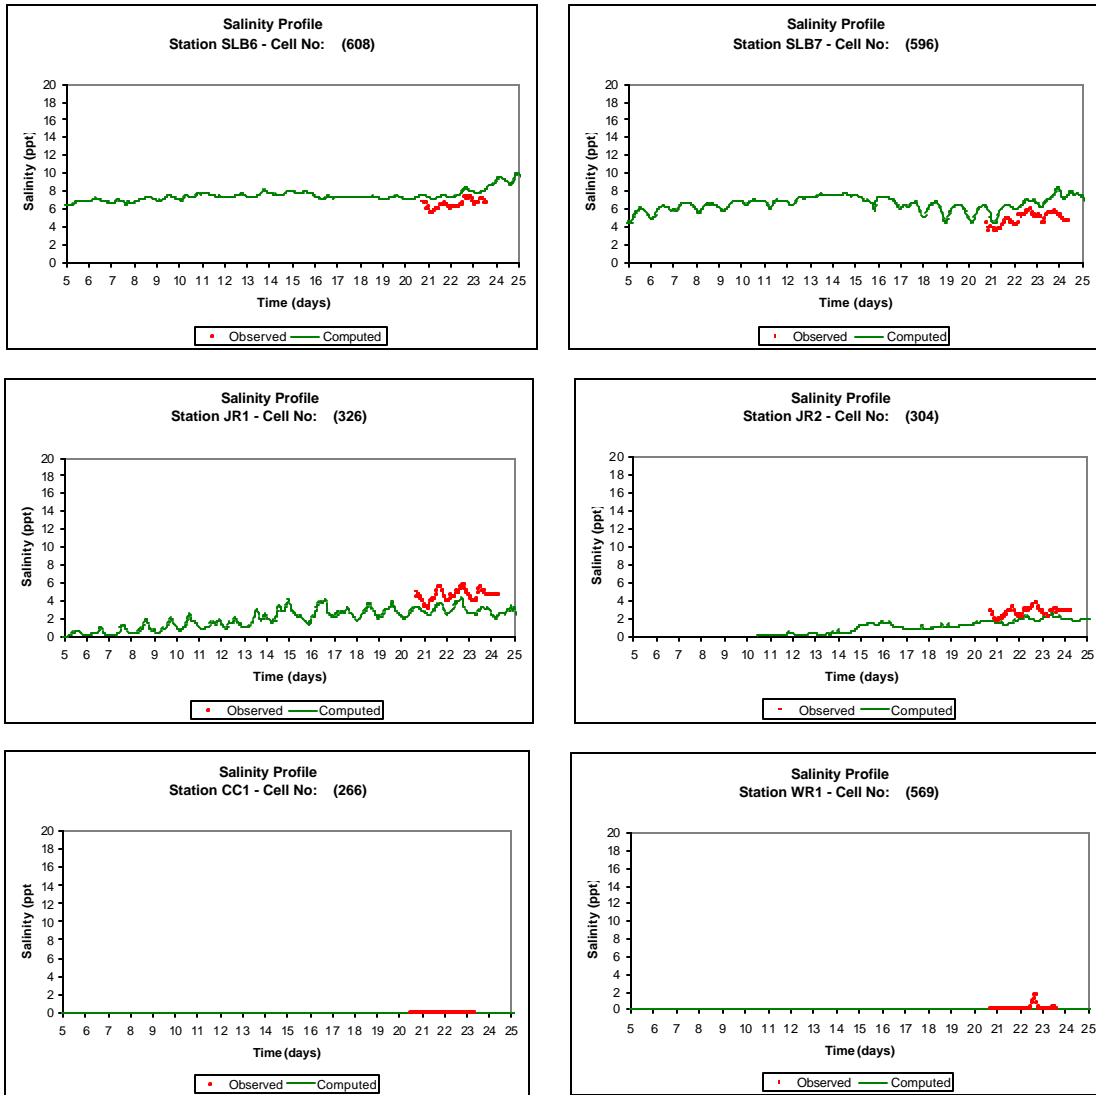 Salinity Profile
Station SLB6 - Cell No: (608)
20
18
16
14
12
10
8
6
4
2
0
Salinity (ppt)
5 6 7 8 9 10 11 12 13 14 15 16 17 18 19 20 21 22 23 24 25
Time (days)
Observed Computed
Salinity Profile
Station SLB7 - Cell No: (596)
20
18
16
14
12
10
8
6
4
2
0
Salinity (ppt)
5 6 7 8 9 10 11 12 13 14 15 16 17 18 19 20 21 22 23 24 25
Time (days)
Observed Computed
Salinity Profile
Station JR1 - Cell No: (326)
20
18
16
14
12
10
8
6
4
2
0
Salinity (ppt)
5 6 7 8 9 10 11 12 13 14 15 16 17 18 19 20 21 22 23 24 25
Time (days)
Observed Computed
Salinity Profile
Station JR2 - Cell No: (304)
20
18
16
14
12
10
8
6
4
2
0
Salinity (ppt)
5 6 7 8 9 10 11 12 13 14 15 16 17 18 19 20 21 22 23 24 25
Time (days)
Observed Computed
Salinity Profile
Station CC1 - Cell No: (266)
20
18
16
14
12
10
8
6
4
2
0
Salinity (ppt
5 6 7 8 9 10 11 12 13 14 15 16 17 18 19 20 21 22 23 24 25
Time (days)
Observed Computed
Salinity Profile
Station WR1 - Cell No: (569)
20
18
16
14
12
10
8
6
4
2
0
Salinity (ppt)
5 6 7 8 9 10 11 12 13 14 15 16 17 18 19 20 21 22 23 24 25
Time (days)
Observed Computed